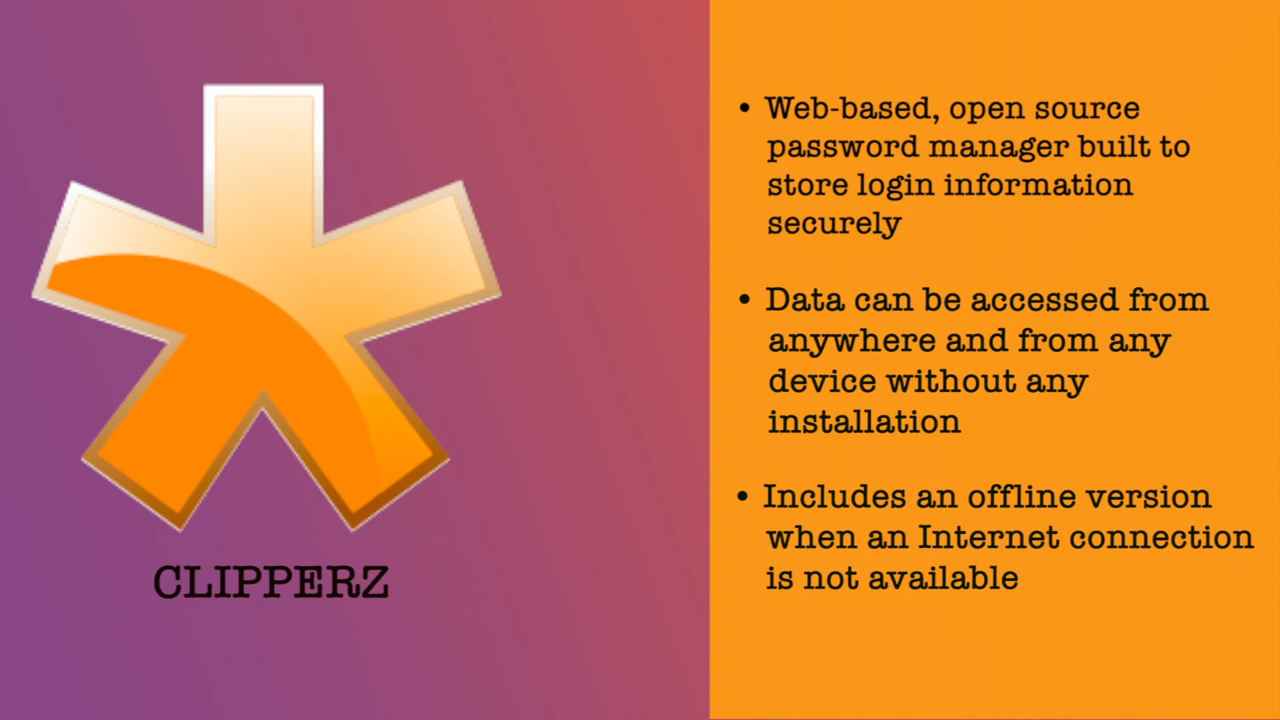 CLIPPERZ
• Web-based, open source
password manager built to
store login information
securely
• Data can be accessed from
anywhere and from any
device without any
installation
• Includes an offline version
when an Internet connection
is not available